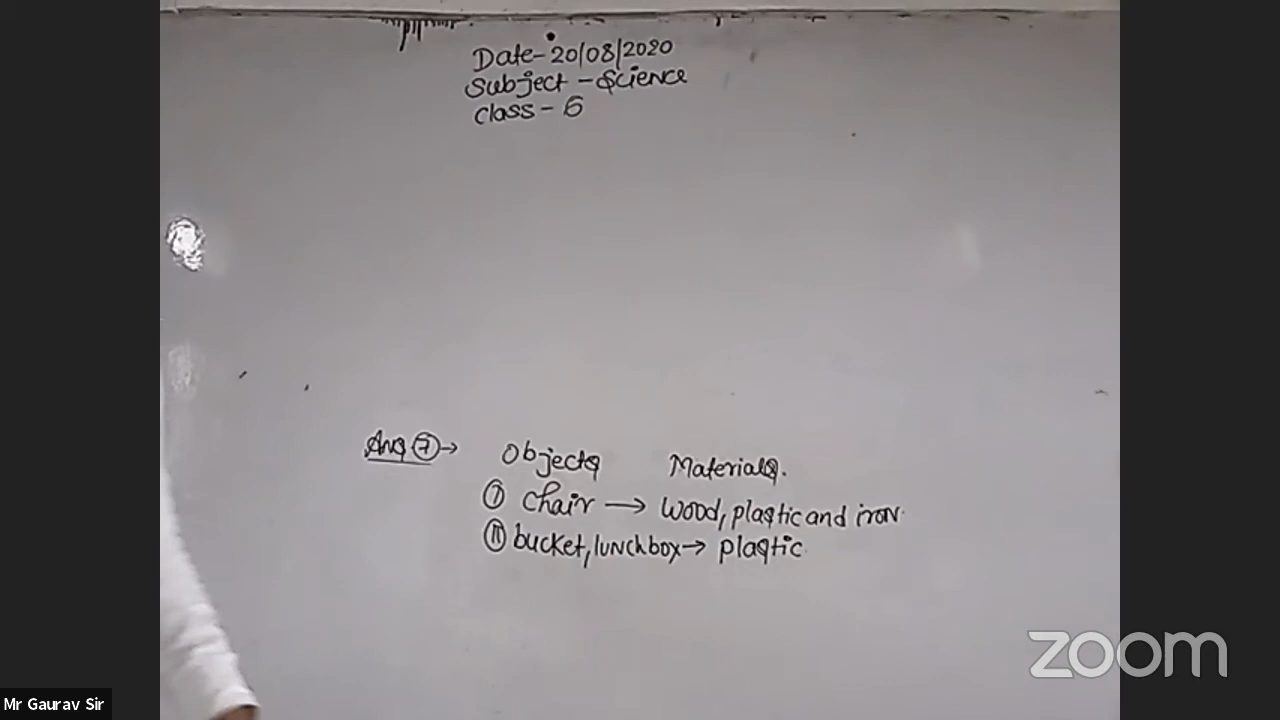 Date-20/08/2020
Subject - Science
Class - 6
Ans 7→ Objects Materials.
I Chair → wood, plastic and iron.
II bucket, lunchbox → plastic.
zoom
Mr Gaurav Sir